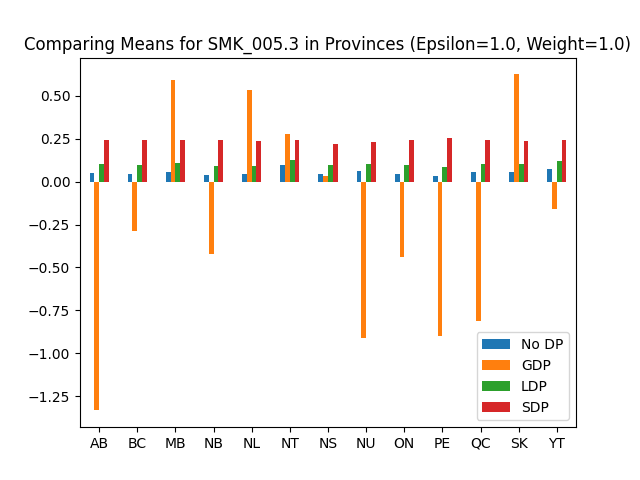 Comparing Means for SMK_005.3 in Provinces (Epsilon=1.0, Weight=1.0)
0.50
0.25
0.00
−0.25
−0.50
−0.75
−1.00
−1.25
No DP
GDP
LDP
SDP
AB BC MB NB NL NT NS NU ON PE QC SK YT